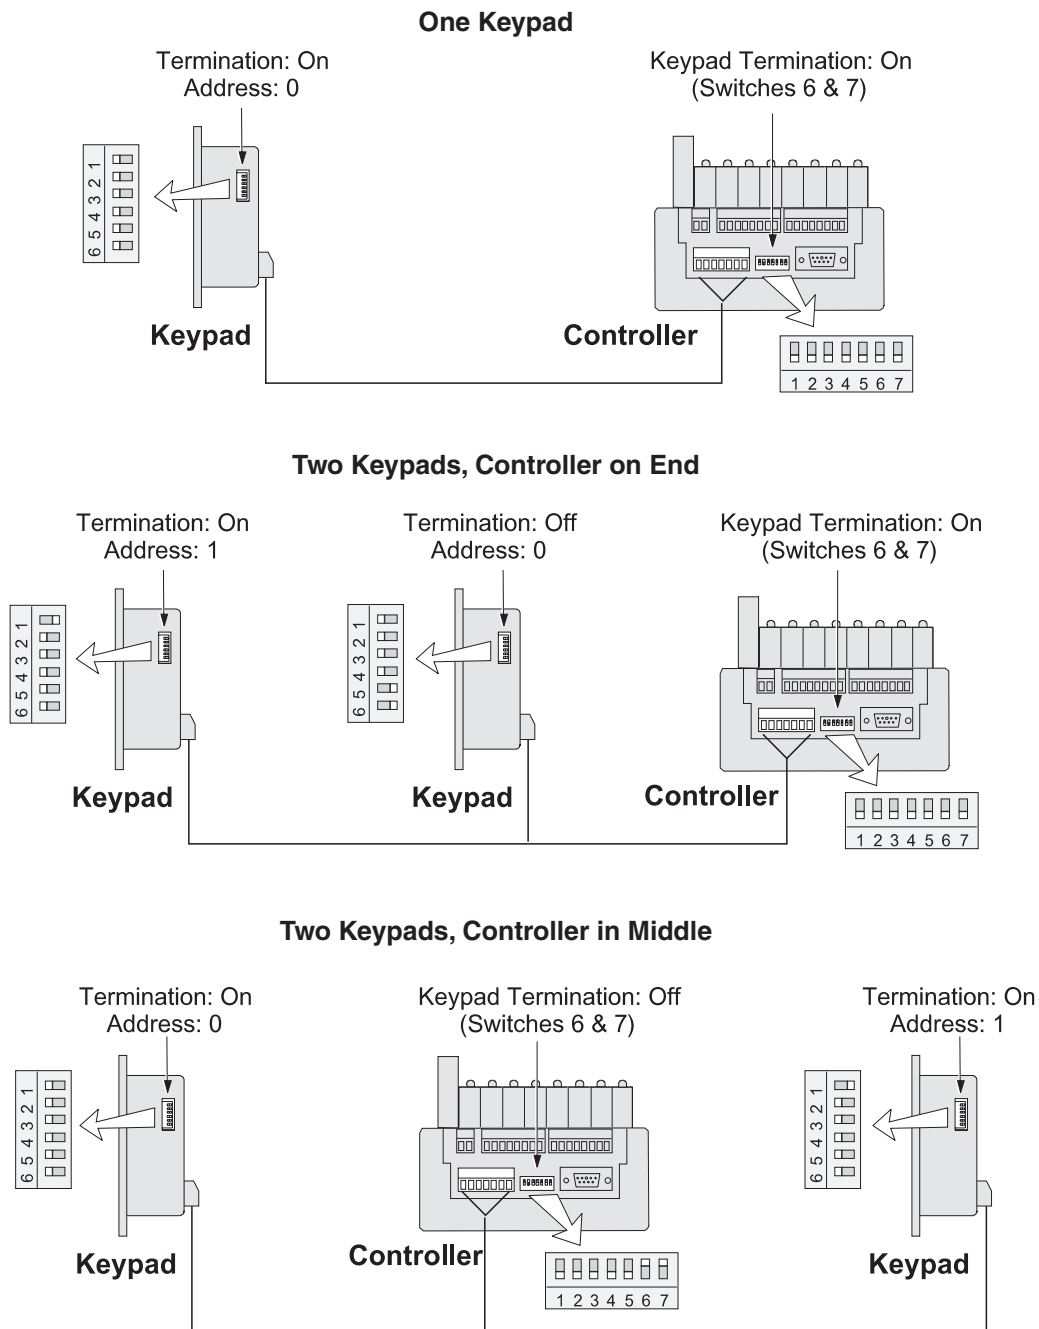 One Keypad
Termination: On
Address: 0
Keypad Termination: On
(Switches 6 & 7)
6 5 4 3 2 1
Keypad
Controller
1 2 3 4 5 6 7
Two Keypads, Controller on End
Termination: On
Address: 1
Termination: Off
Address: 0
Keypad Termination: On
(Switches 6 & 7)
6 5 4 3 2 1
6 5 4 3 2 1
Keypad
Keypad
Controller
1 2 3 4 5 6 7
Two Keypads, Controller in Middle
Termination: On
Address: 0
Keypad Termination: Off
(Switches 6 & 7)
Termination: On
Address: 1
6 5 4 3 2 1
6 5 4 3 2 1
Keypad
Controller
Keypad
1 2 3 4 5 6 7